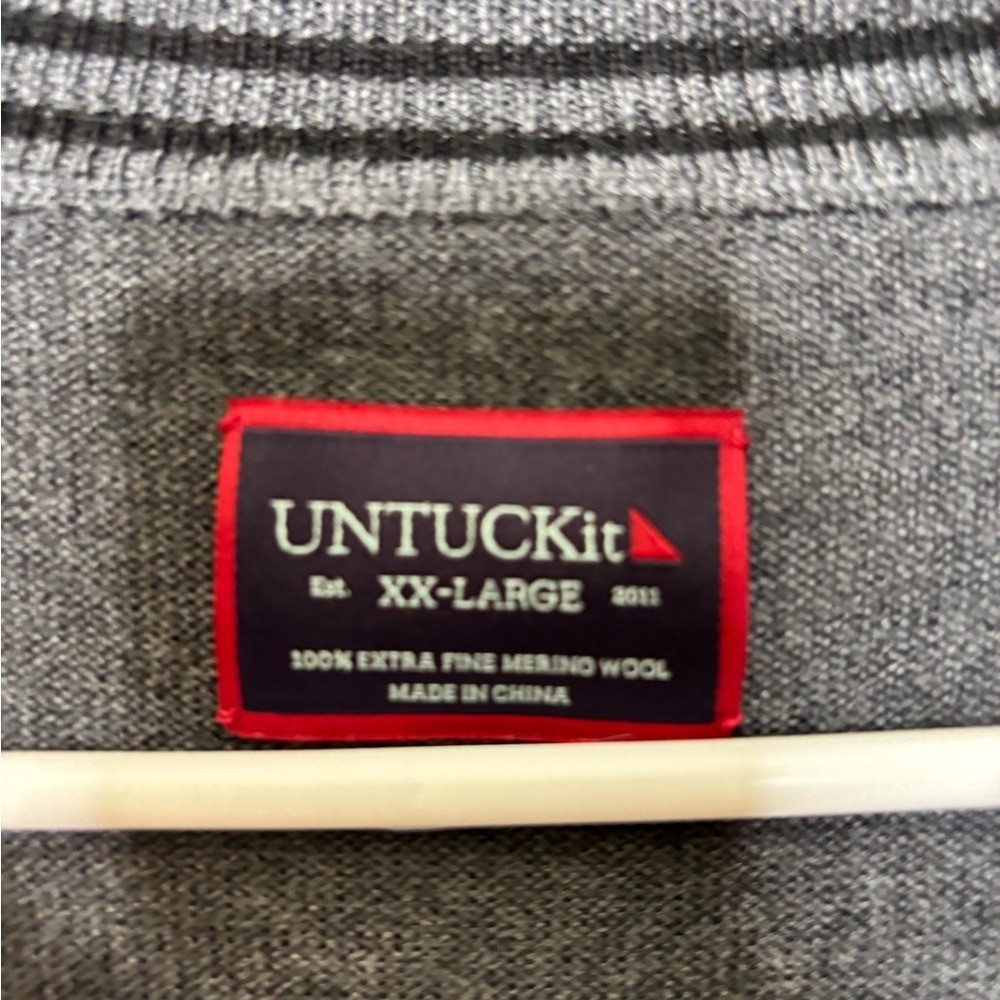 UNTUCKit
Est. XX-LARGE 2011
100% EXTRA FINE MERINO WOOL
MADE IN CHINA